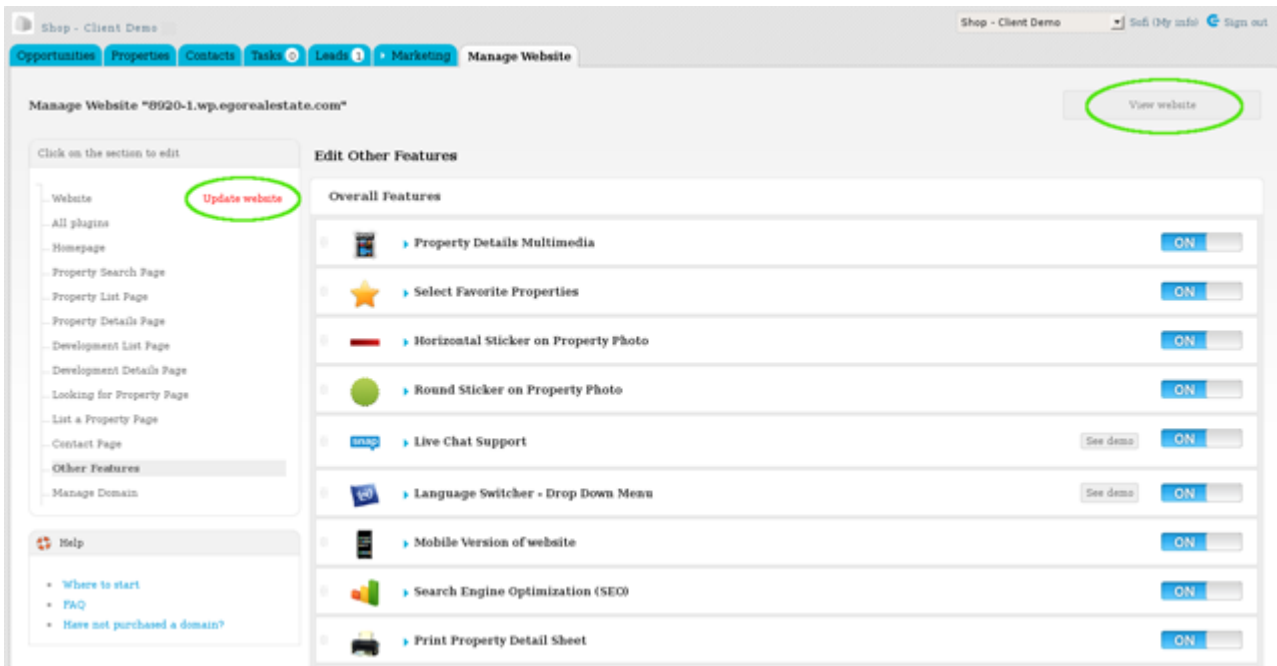 Shop - Client Demo
Shop - Client Demo
Sofi (My info)
Sign out
Opportunities
Properties
Contacts
Tasks 0
Leads 1
Marketing
Manage Website
Manage Website "8920-1.wp.egorealestate.com"
View website
Click on the section to edit
Website
Update website
All plugins
Homepage
Property Search Page
Property List Page
Property Details Page
Development List Page
Development Details Page
Looking for Property Page
List a Property Page
Contact Page
Other Features
Manage Domain
Help
Where to start
FAQ
Have not purchased a domain?
Edit Other Features
Overall Features
Property Details Multimedia
ON
Select Favorite Properties
ON
Horizontal Sticker on Property Photo
ON
Round Sticker on Property Photo
ON
snap
Live Chat Support
See demo
ON
Language Switcher - Drop Down Menu
See demo
ON
Mobile Version of website
ON
Search Engine Optimization (SEO)
ON
Print Property Detail Sheet
ON